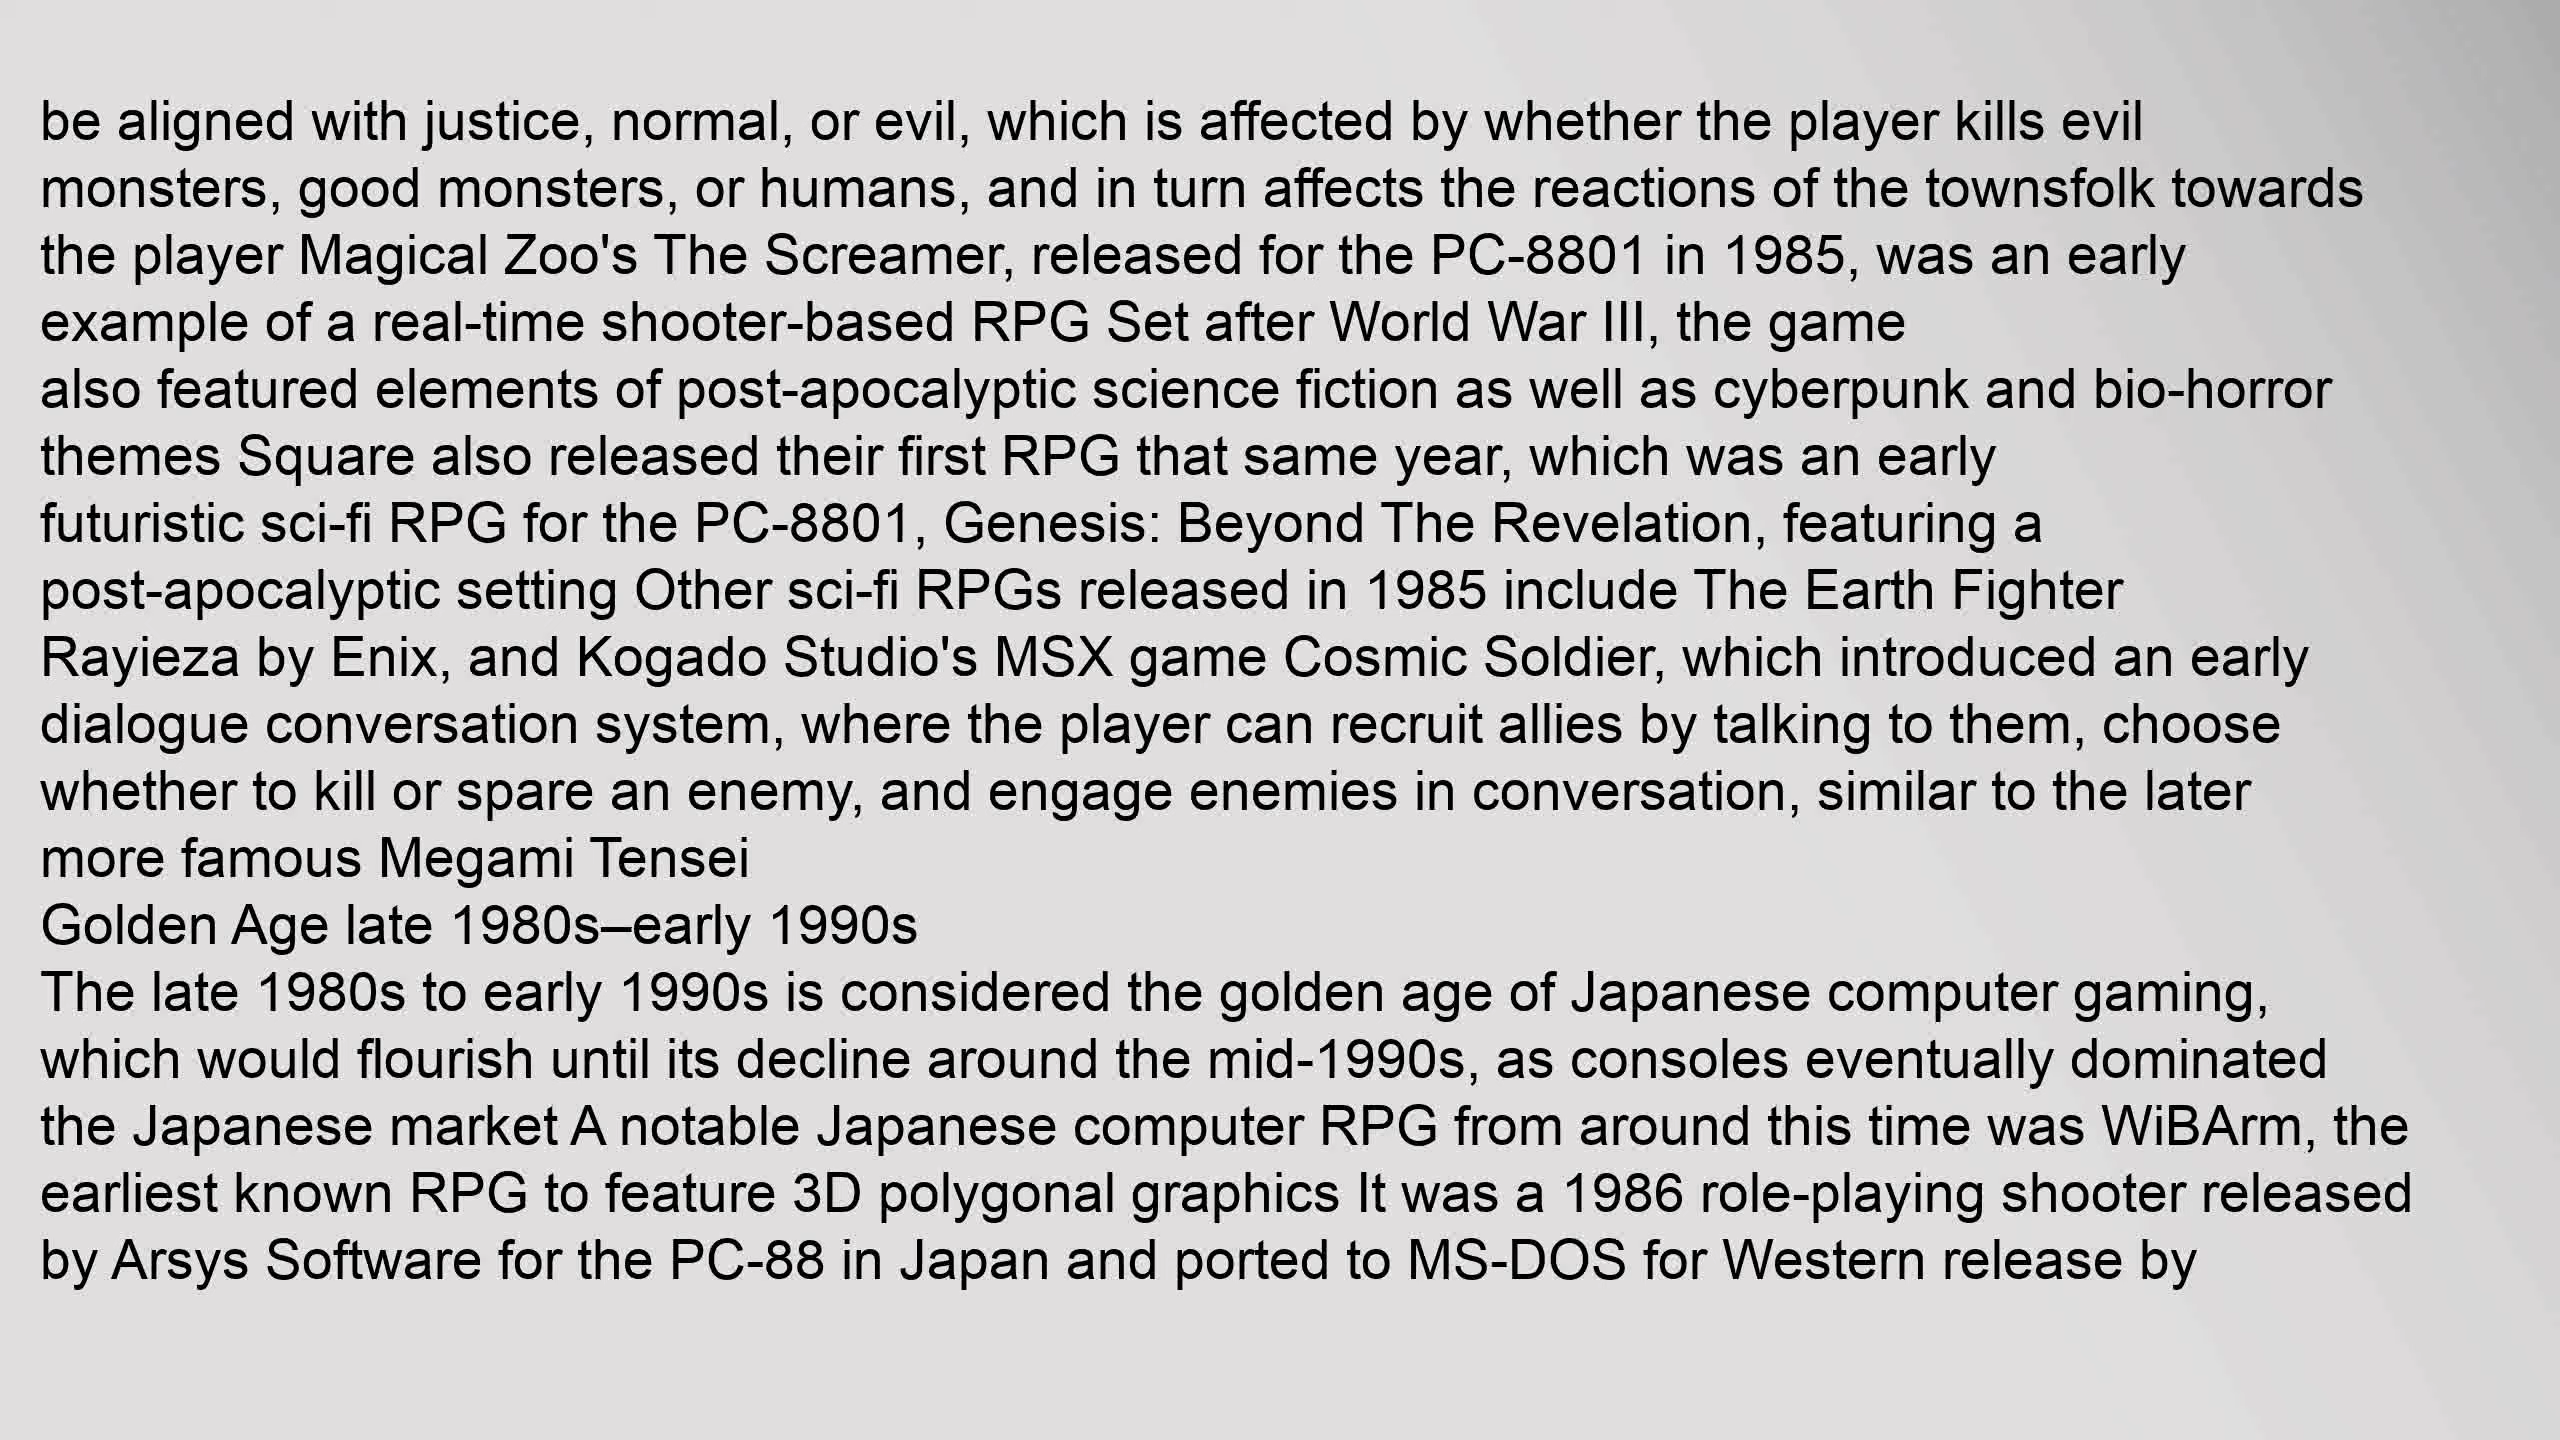 be aligned with justice, normal, or evil, which is affected by whether the player kills evil
monsters, good monsters, or humans, and in turn affects the reactions of the townsfolk towards
the player Magical Zoo's The Screamer, released for the PC-8801 in 1985, was an early
example of a real-time shooter-based RPG Set after World War III, the game
also featured elements of post-apocalyptic science fiction as well as cyberpunk and bio-horror
themes Square also released their first RPG that same year, which was an early
futuristic sci-fi RPG for the PC-8801, Genesis: Beyond The Revelation, featuring a
post-apocalyptic setting Other sci-fi RPGs released in 1985 include The Earth Fighter
Rayieza by Enix, and Kogado Studio's MSX game Cosmic Soldier, which introduced an early
dialogue conversation system, where the player can recruit allies by talking to them, choose
whether to kill or spare an enemy, and engage enemies in conversation, similar to the later
more famous Megami Tensei
Golden Age late 1980s–early 1990s
The late 1980s to early 1990s is considered the golden age of Japanese computer gaming,
which would flourish until its decline around the mid-1990s, as consoles eventually dominated
the Japanese market A notable Japanese computer RPG from around this time was WiBArm, the
earliest known RPG to feature 3D polygonal graphics It was a 1986 role-playing shooter released
by Arsys Software for the PC-88 in Japan and ported to MS-DOS for Western release by